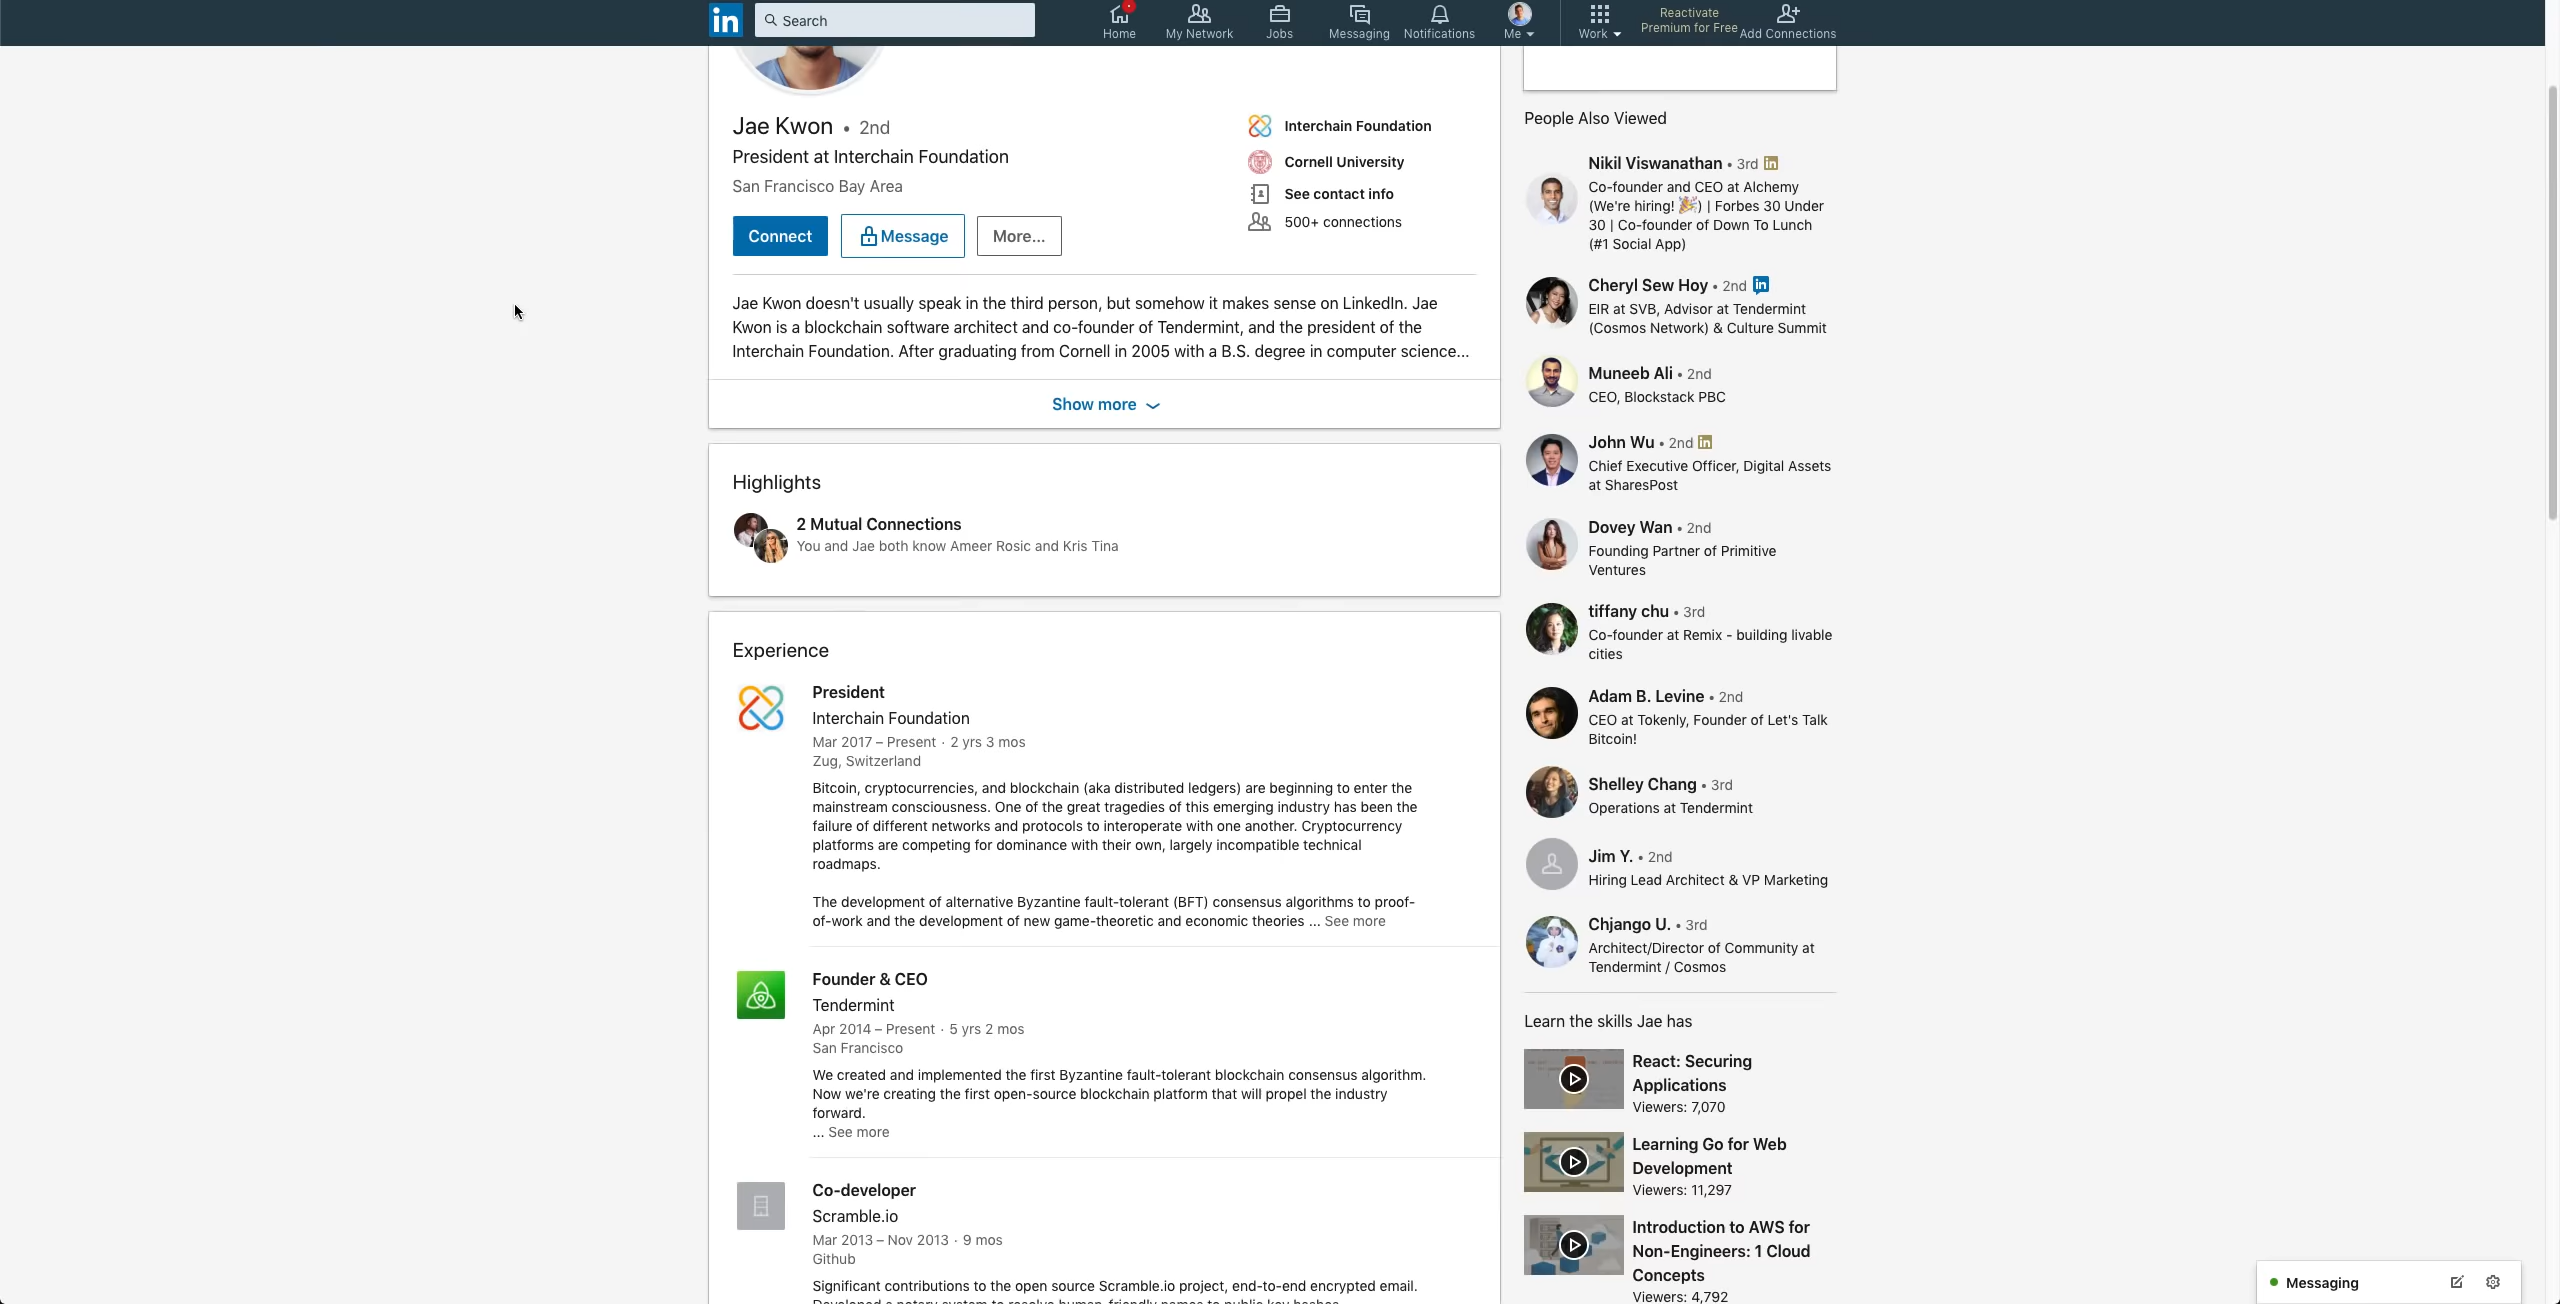 in
Search
Home
My Network
Jobs
Messaging
Notifications
Me
Work
Reactivate
Premium for Free
Add Connections
Jae Kwon • 2nd
President at Interchain Foundation
San Francisco Bay Area
Connect
Message
More...
Interchain Foundation
Cornell University
See contact info
500+ connections
Jae Kwon doesn't usually speak in the third person, but somehow it makes sense on LinkedIn. Jae
Kwon is a blockchain software architect and co-founder of Tendermint, and the president of the
Interchain Foundation. After graduating from Cornell in 2005 with a B.S. degree in computer science...
Show more
Highlights
2 Mutual Connections
You and Jae both know Ameer Rosic and Kris Tina
Experience
President
Interchain Foundation
Mar 2017 – Present · 2 yrs 3 mos
Zug, Switzerland
Bitcoin, cryptocurrencies, and blockchain (aka distributed ledgers) are beginning to enter the
mainstream consciousness. One of the great tragedies of this emerging industry has been the
failure of different networks and protocols to interoperate with one another. Cryptocurrency
platforms are competing for dominance with their own, largely incompatible technical
roadmaps.
The development of alternative Byzantine fault-tolerant (BFT) consensus algorithms to proof-
of-work and the development of new game-theoretic and economic theories ... See more
Founder & CEO
Tendermint
Apr 2014 – Present · 5 yrs 2 mos
San Francisco
We created and implemented the first Byzantine fault-tolerant blockchain consensus algorithm.
Now we're creating the first open-source blockchain platform that will propel the industry
forward.
... See more
Co-developer
Scramble.io
Mar 2013 – Nov 2013 · 9 mos
Github
Significant contributions to the open source Scramble.io project, end-to-end encrypted email.
Developed a notary system to resolve human-friendly names to public key hashes.
People Also Viewed
Nikil Viswanathan • 3rd in
Co-founder and CEO at Alchemy
(We're hiring! 🎉) | Forbes 30 Under
30 | Co-founder of Down To Lunch
(#1 Social App)
Cheryl Sew Hoy • 2nd in
EIR at SVB, Advisor at Tendermint
(Cosmos Network) & Culture Summit
Muneeb Ali • 2nd
CEO, Blockstack PBC
John Wu • 2nd in
Chief Executive Officer, Digital Assets
at SharesPost
Dovey Wan • 2nd
Founding Partner of Primitive
Ventures
tiffany chu • 3rd
Co-founder at Remix - building livable
cities
Adam B. Levine • 2nd
CEO at Tokenly, Founder of Let's Talk
Bitcoin!
Shelley Chang • 3rd
Operations at Tendermint
Jim Y. • 2nd
Hiring Lead Architect & VP Marketing
Chjango U. • 3rd
Architect/Director of Community at
Tendermint / Cosmos
Learn the skills Jae has
React: Securing
Applications
Viewers: 7,070
Learning Go for Web
Development
Viewers: 11,297
Introduction to AWS for
Non-Engineers: 1 Cloud
Concepts
Viewers: 4,792
Messaging